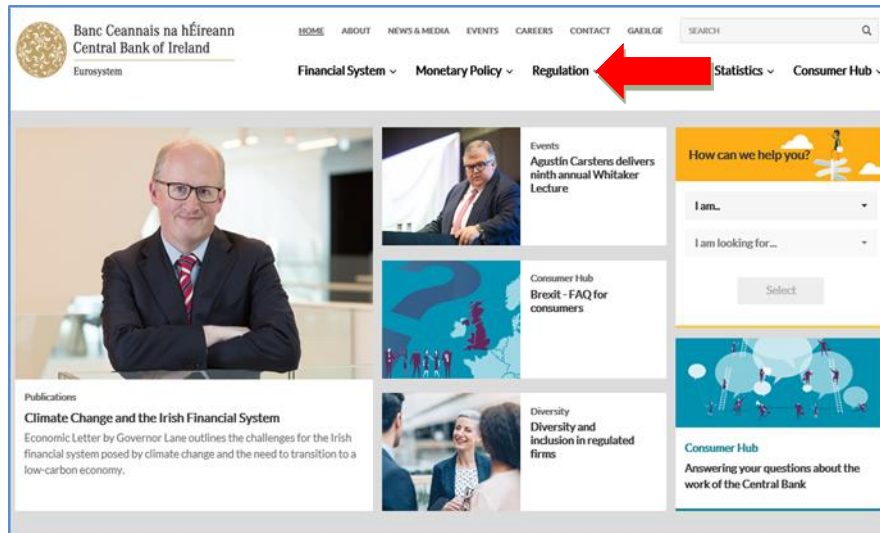 Banc Ceannais na hÉireann
Central Bank of Ireland
Eurosystem
HOME ABOUT NEWS & MEDIA EVENTS CAREERS CONTACT GAEILGE SEARCH
Financial System Monetary Policy Regulation Statistics Consumer Hub
Publications
Climate Change and the Irish Financial System
Economic Letter by Governor Lane outlines the challenges for the Irish
financial system posed by climate change and the need to transition to a
low-carbon economy.
Events
Agustín Carstens delivers
ninth annual Whitaker
Lecture
Consumer Hub
Brexit - FAQ for
consumers
Diversity
Diversity and
inclusion in regulated
firms
How can we help you?
I am..
I am looking for...
Select
Consumer Hub
Answering your questions about the
work of the Central Bank